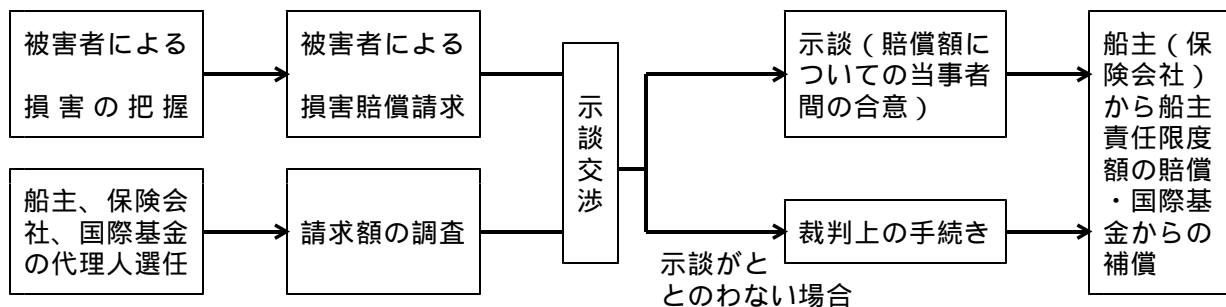 被害者による
損害の把握
被害者による
損害賠償請求
船主、保険会
社、国際基金
の代理人選任
請求額の調査
示談交渉
示談（賠償額に
ついての当事者
間の合意）
裁判上の手続き
示談がと
とのわない場合
船主（保
険会社）
から船主
責任限度
額の賠償
・国際基
金からの
補償